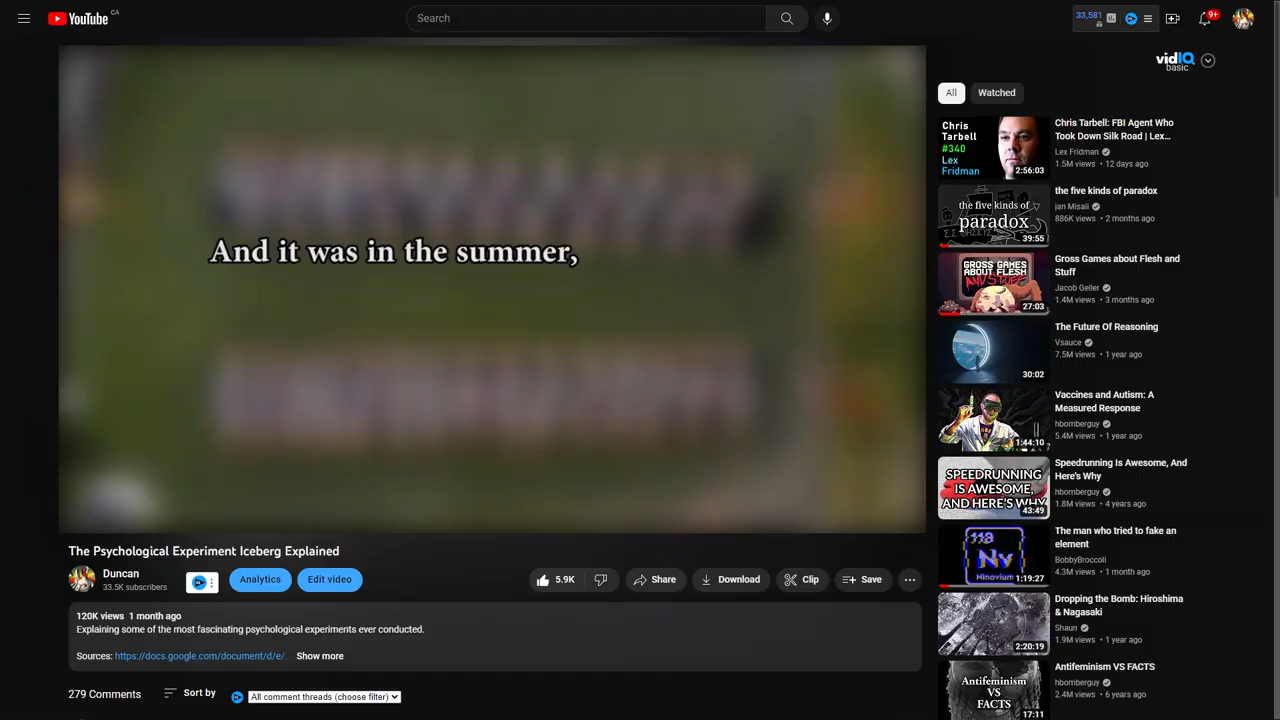 YouTube CA
Search
33,581
9+
And it was in the summer,
The Psychological Experiment Iceberg Explained
Duncan
33.5K subscribers
Analytics
Edit video
5.9K
Share
Download
Clip
Save
120K views 1 month ago
Explaining some of the most fascinating psychological experiments ever conducted.
Sources: https://docs.google.com/document/d/e/.
Show more
279 Comments
Sort by
All comment threads (choose filter)
vidIQ
basic
All
Watched
Chris
Tarbell
#340
Lex
Fridman
2:56:03
Chris Tarbell: FBI Agent Who
Took Down Silk Road | Lex...
Lex Fridman
1.5M views • 12 days ago
the five kinds of
paradox
39:55
the five kinds of paradox
jan Misali
886K views • 2 months ago
GROSS GAMES
ABOUT FLESH
AND STUFF
27:03
Gross Games about Flesh and
Stuff
Jacob Geller
1.4M views • 3 months ago
30:02
The Future Of Reasoning
Vsauce
7.5M views • 1 year ago
1:44:10
Vaccines and Autism: A
Measured Response
hbomberguy
5.4M views • 1 year ago
SPEEDRUNNING
IS AWESOME,
AND HERE'S WHY
43:49
Speedrunning Is Awesome, And
Here's Why
hbomberguy
1.8M views • 4 years ago
118
Nv
Ninovium
1:19:27
The man who tried to fake an
element
BobbyBroccoli
4.3M views • 1 month ago
2:20:19
Dropping the Bomb: Hiroshima
& Nagasaki
Shaun
1.9M views • 1 year ago
Antifeminism
VS
FACTS
17:11
Antifeminism VS FACTS
hbomberguy
2.4M views • 6 years ago